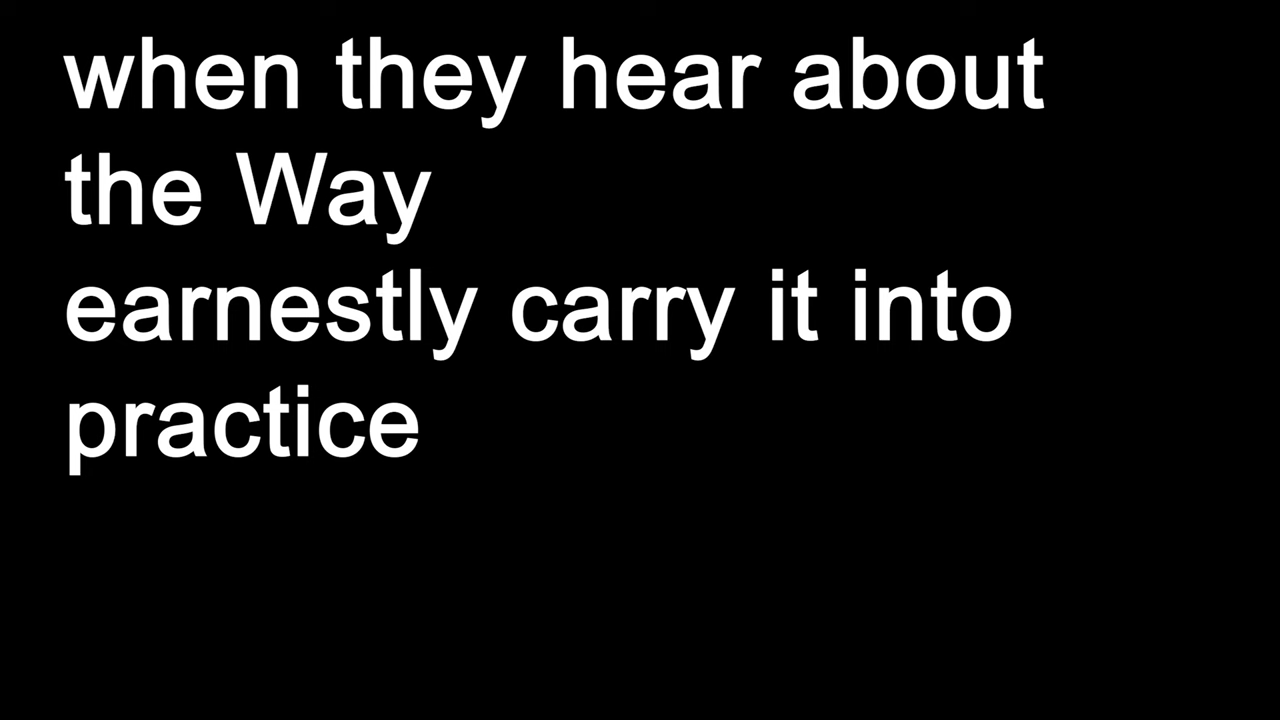 when they hear about
the Way
earnestly carry it into
practice